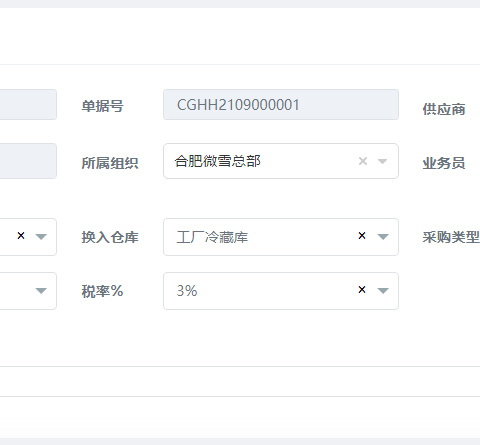 单据号 CGHH2109000001 供应商
所属组织 合肥微雪总部 × 业务员
× 换入仓库 工厂冷藏库 × 采购类型
税率% 3% ×